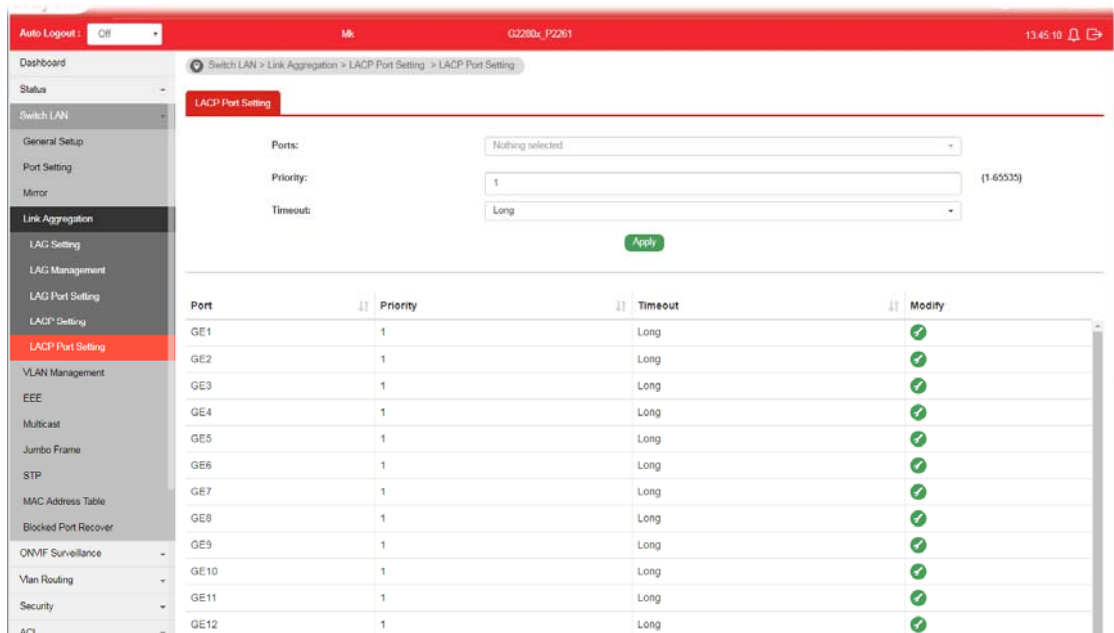 Auto Logout : Off Mk G2280x_P2261 13:45:10
Dashboard
Status
Switch LAN
General Setup
Port Setting
Mirror
Link Aggregation
LAG Setting
LAG Management
LAG Port Setting
LACP Setting
LACP Port Setting
VLAN Management
EEE
Multicast
Jumbo Frame
STP
MAC Address Table
Blocked Port Recover
ONVIF Surveillance
Vlan Routing
Security
ACL
Switch LAN > Link Aggregation > LACP Port Setting > LACP Port Setting
LACP Port Setting
Ports: Nothing selected
Priority: 1 (1-65535)
Timeout: Long
Apply
Port Priority Timeout Modify
GE1 1 Long
GE2 1 Long
GE3 1 Long
GE4 1 Long
GE5 1 Long
GE6 1 Long
GE7 1 Long
GE8 1 Long
GE9 1 Long
GE10 1 Long
GE11 1 Long
GE12 1 Long